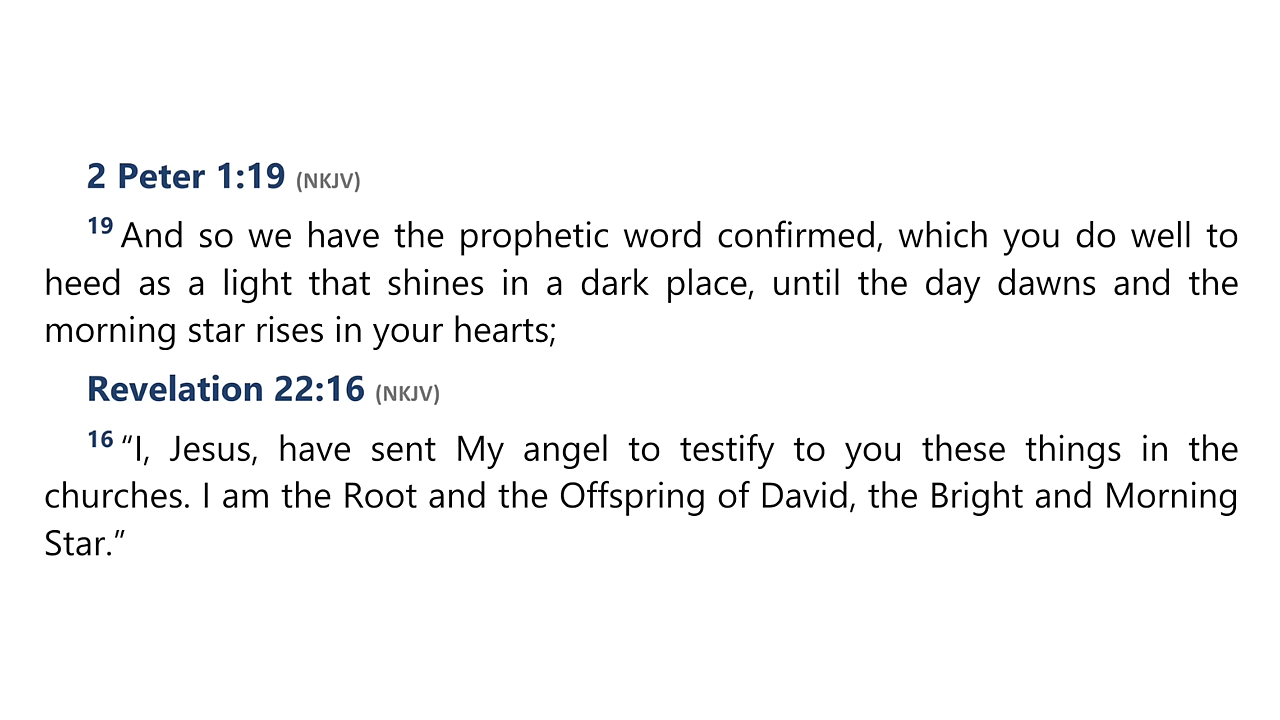 2 Peter 1:19 (NKJV)
19 And so we have the prophetic word confirmed, which you do well to
heed as a light that shines in a dark place, until the day dawns and the
morning star rises in your hearts;
Revelation 22:16 (NKJV)
16 “I, Jesus, have sent My angel to testify to you these things in the
churches. I am the Root and the Offspring of David, the Bright and Morning
Star.”